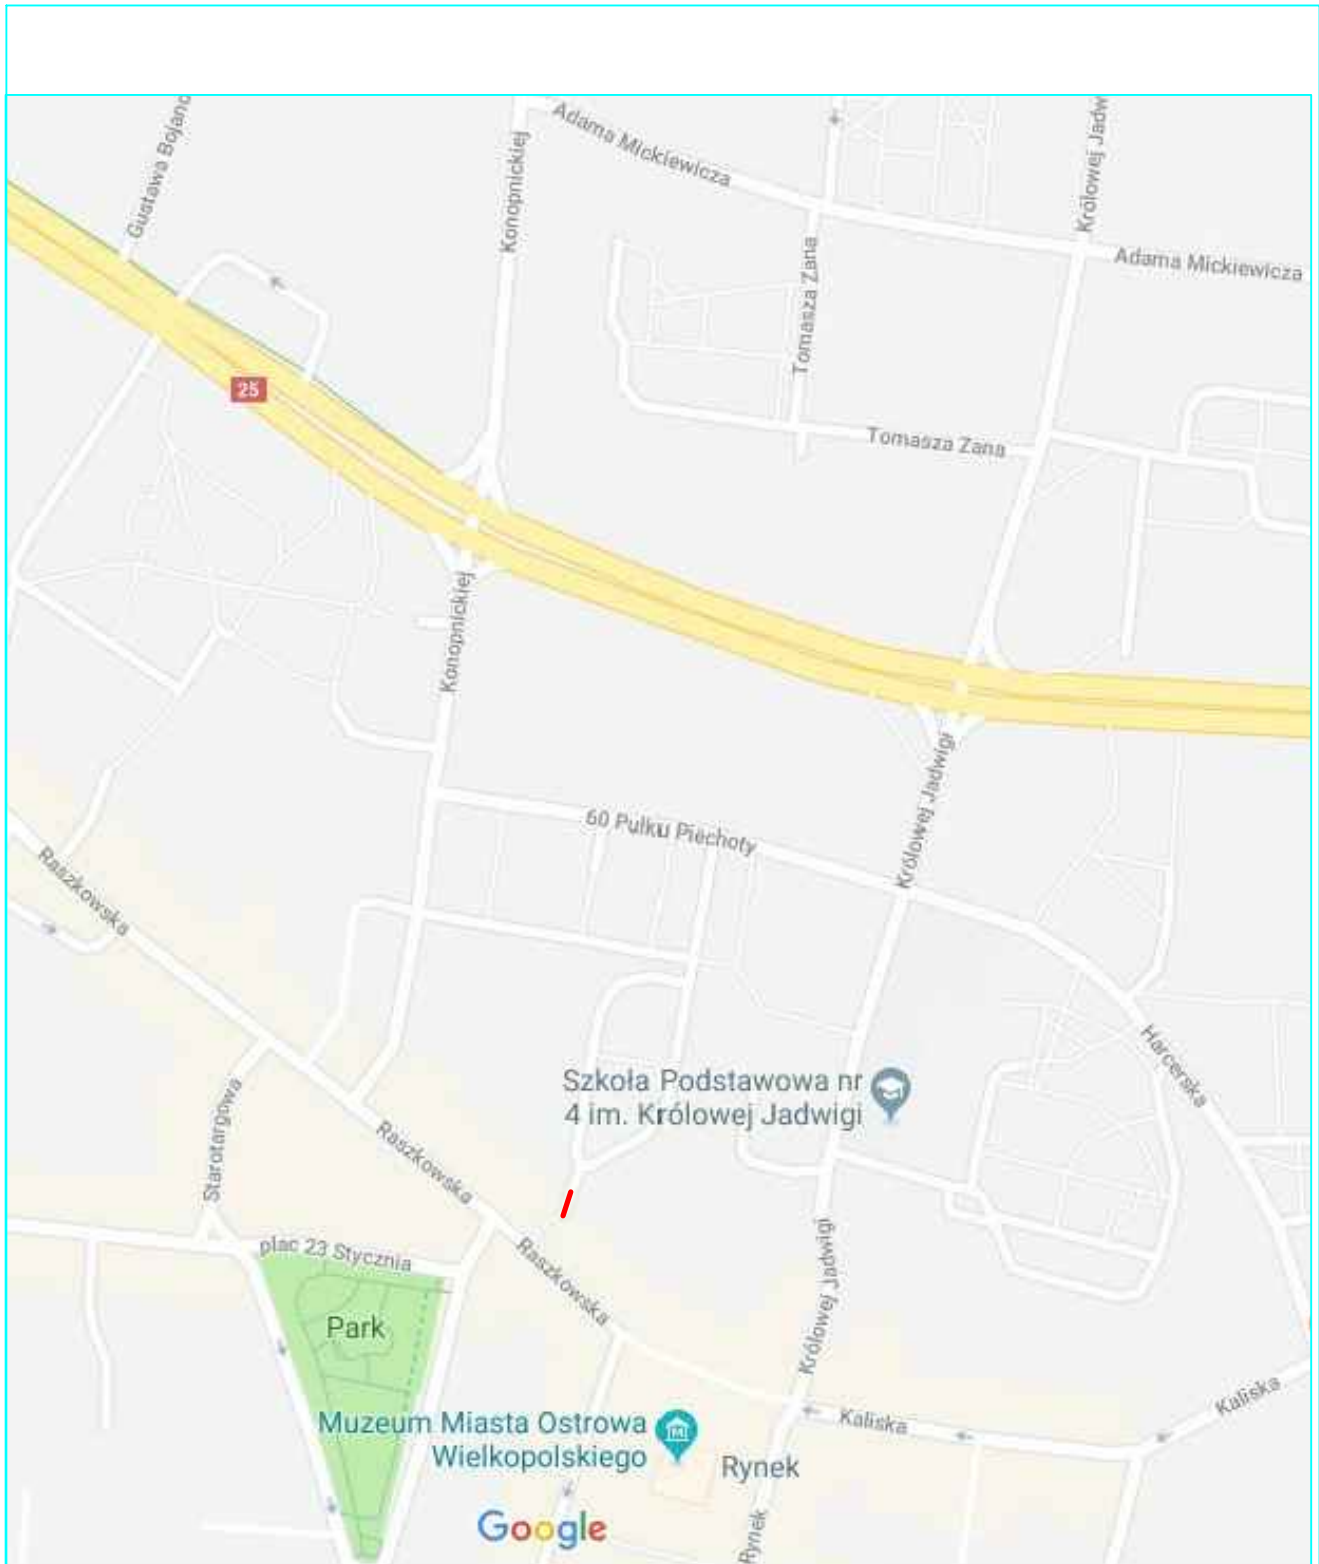 Gustawa Bojano
Konopnickiej
Adama Mickiewicza
Królowej Jadw
Tomasza Zana
Adama Mickiewicza
25
Tomasza Zana
Konopnickiej
Królowej Jadwigi
60 Pułku Piechoty
Raszkowska
Harcerska
Szkoła Podstawowa nr
4 im. Królowej Jadwigi
Starotargowa
Raszkowska
plac 23 Stycznia
Raszkowska
Królowej Jadwigi
Park
Kaliska
Kaliska
Muzeum Miasta Ostrowa
Wielkopolskiego
Rynek
Google
Rynek